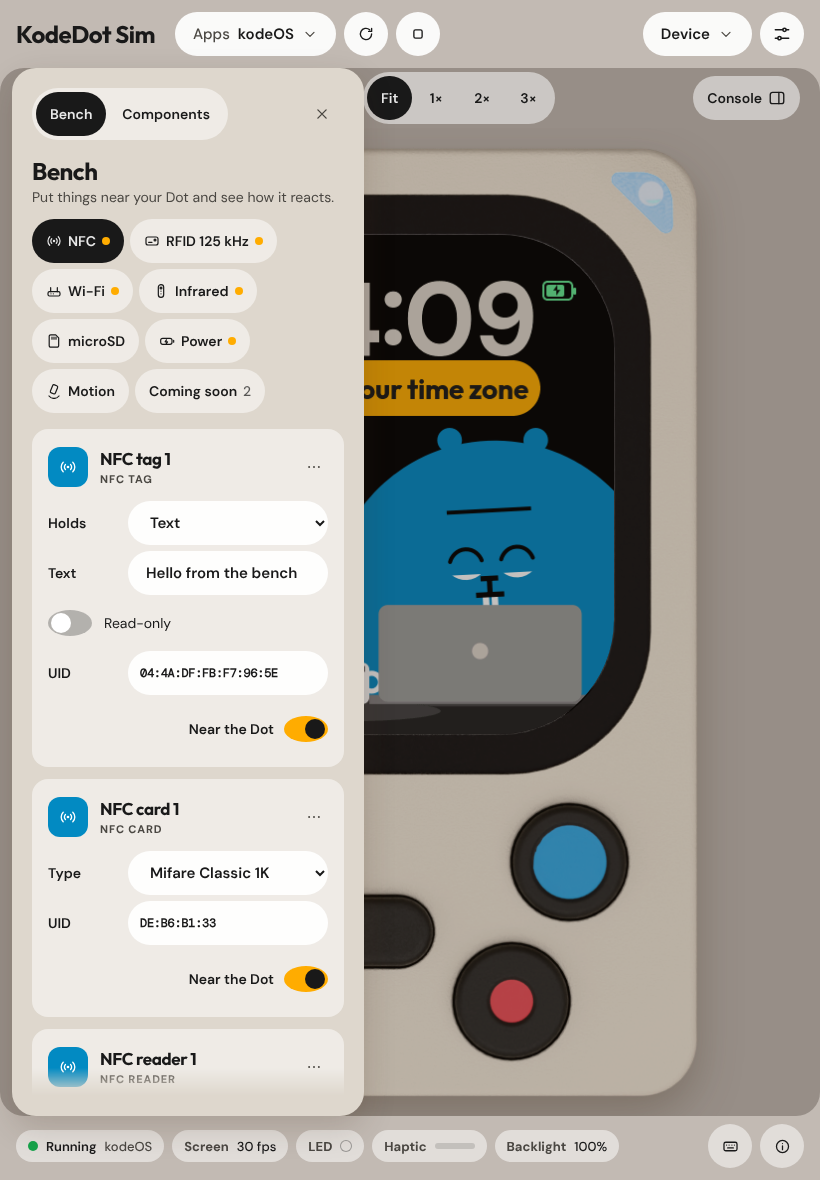 KodeDot Sim
Apps kodeOS
Device
Bench Components
Fit 1× 2× 3×
Console
Bench
Put things near your Dot and see how it reacts.
NFC RFID 125 kHz
Wi-Fi Infrared
microSD Power
Motion Coming soon 2
:09
our time zone
NFC tag 1
NFC TAG
Holds Text
Text Hello from the bench
Read-only
UID 04:4A:DF:FB:F7:96:5E
Near the Dot
NFC card 1
NFC CARD
Type Mifare Classic 1K
UID DE:B6:B1:33
Near the Dot
NFC reader 1
NFC READER
Running kodeOS
Screen 30 fps
LED
Haptic
Backlight 100%